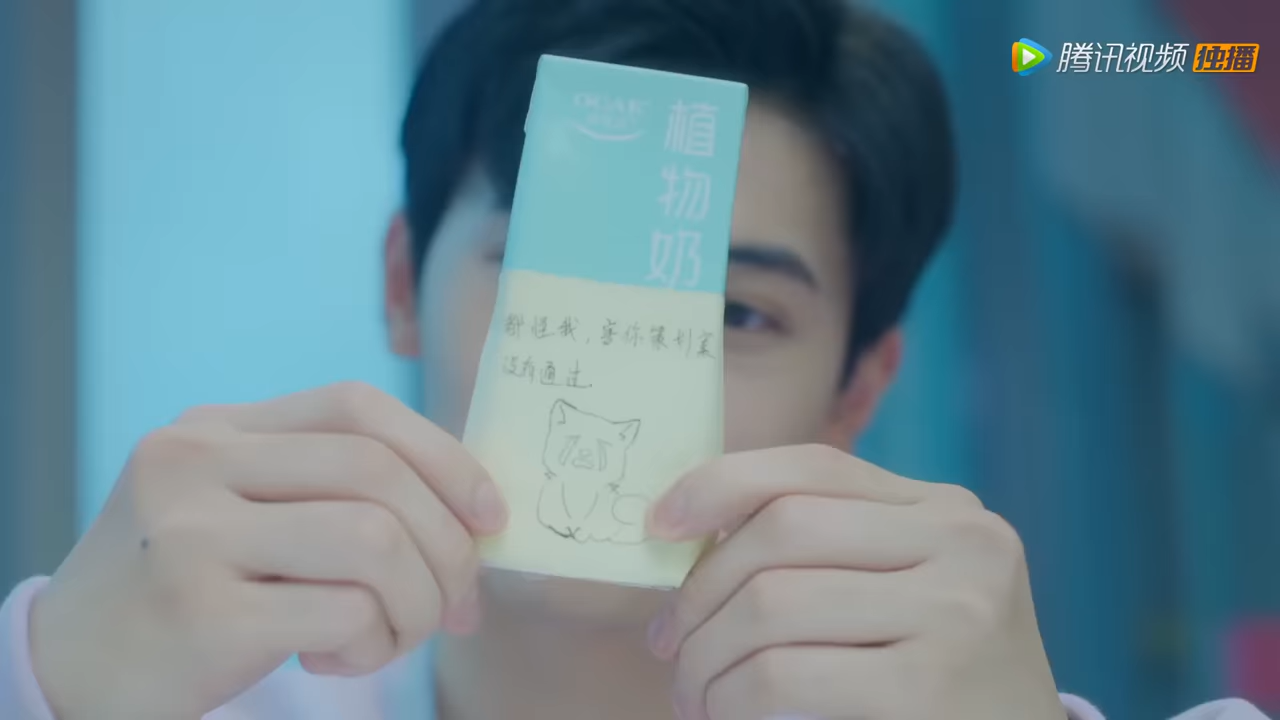 腾讯视频 独播
植物奶
都怪我，害你策划案
没有通过.